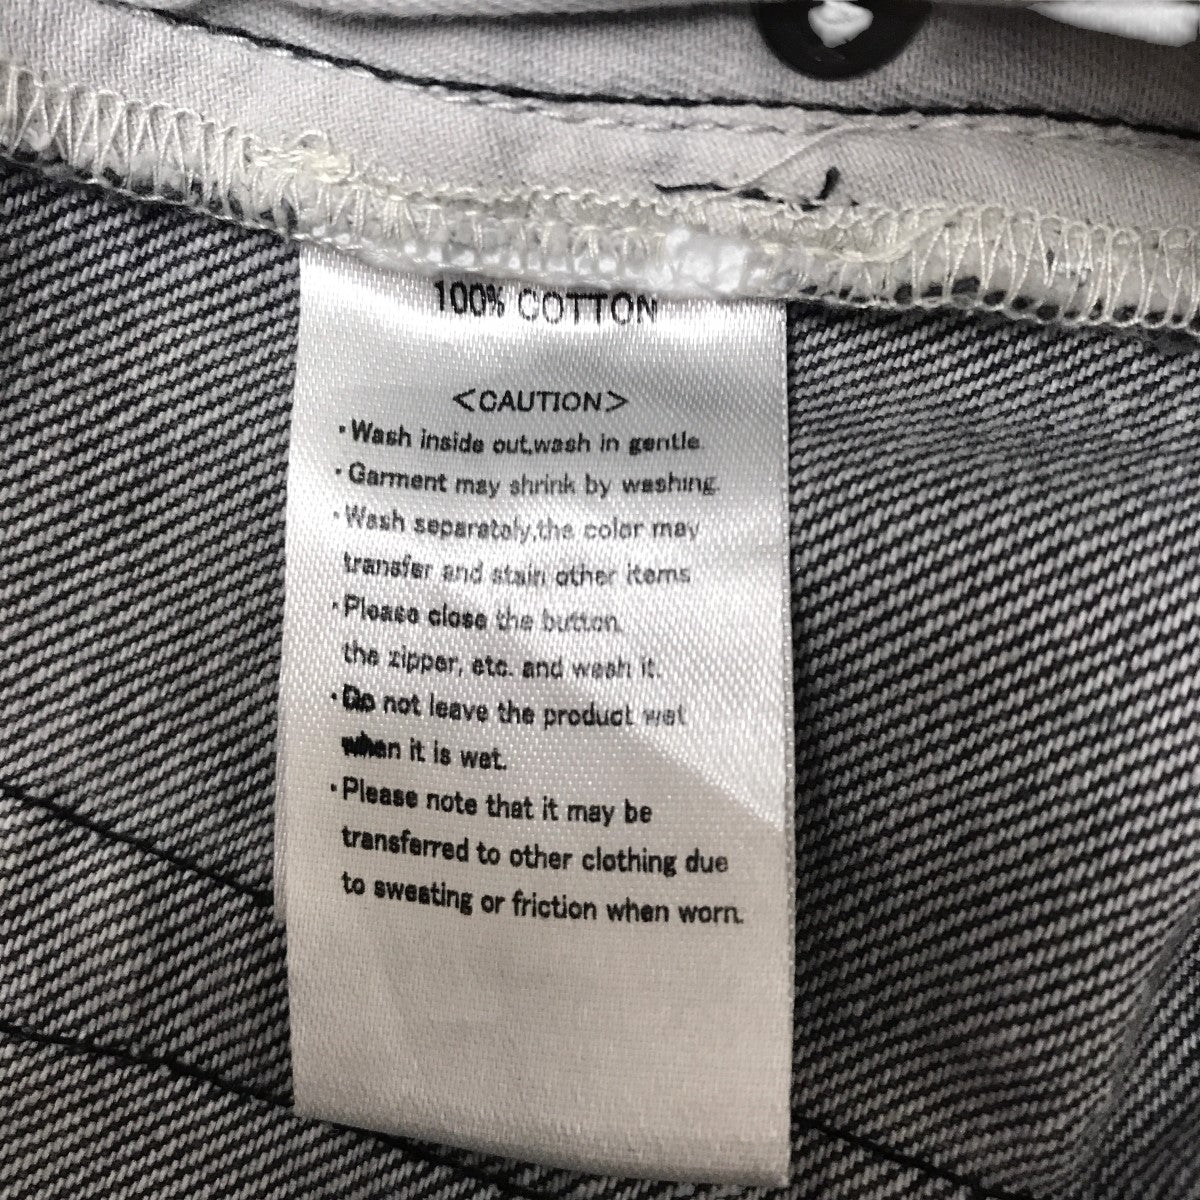 100% COTTON
<CAUTION>
・Wash inside out,wash in gentle.
・Garment may shrink by washing.
・Wash separately,the color may
transfer and stain other items
・Please close the button,
the zipper, etc. and wash it.
・Do not leave the product wet
when it is wet.
・Please note that it may be
transferred to other clothing due
to sweating or friction when worn.